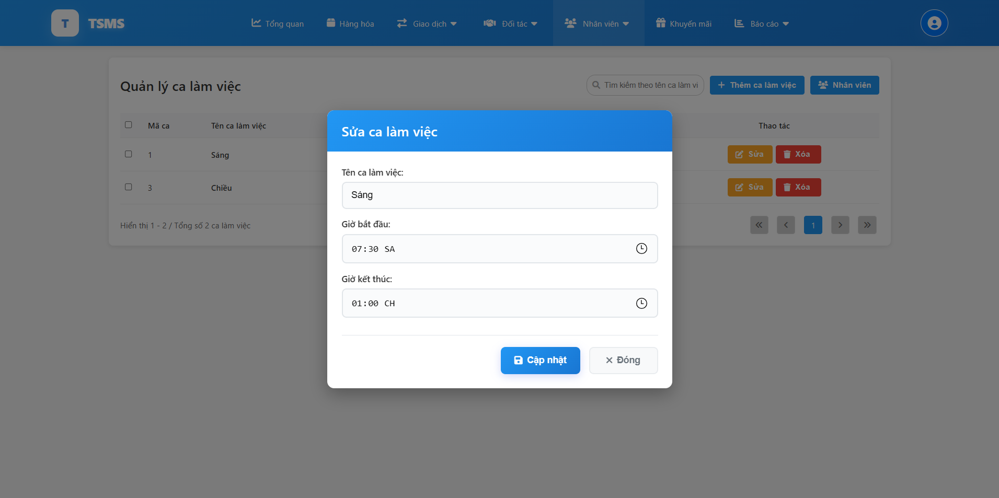 T TSMS Tổng quan Hàng hóa Giao dịch Đối tác Nhân viên Khuyến mãi Báo cáo
Quản lý ca làm việc Tìm kiếm theo tên ca làm vi Thêm ca làm việc Nhân viên
Mã ca Tên ca làm việc Thao tác
1 Sáng Sửa Xóa
3 Chiều Sửa Xóa
Hiển thị 1 - 2 / Tổng số 2 ca làm việc 1
Sửa ca làm việc
Tên ca làm việc:
Sáng
Giờ bắt đầu:
07:30 SA
Giờ kết thúc:
01:00 CH
Cập nhật Đóng